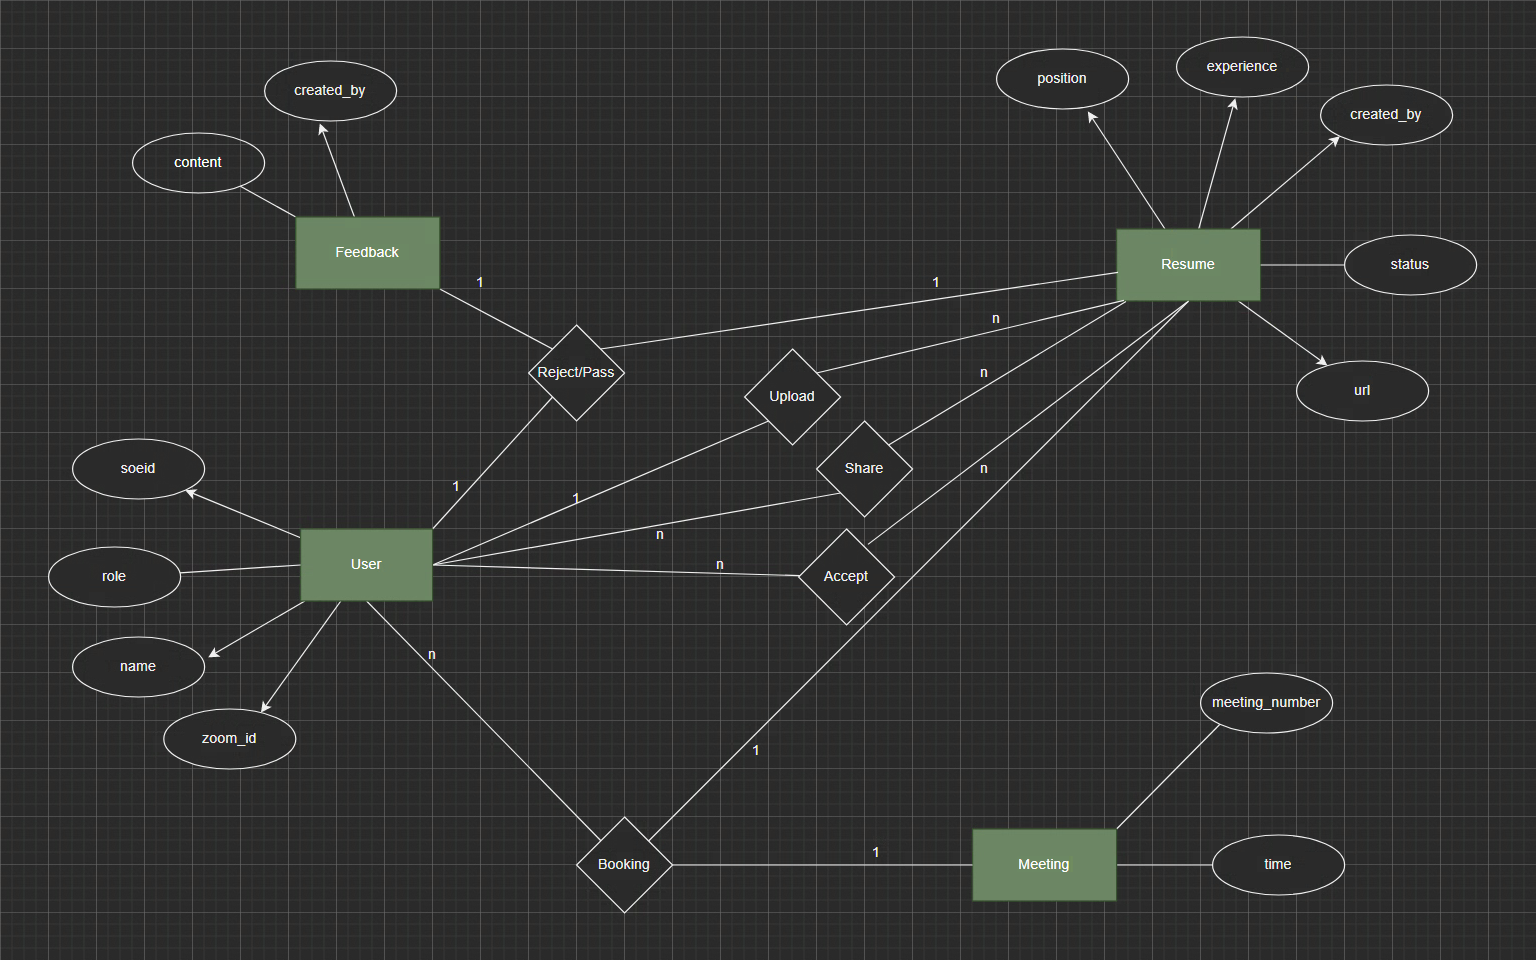 experience
position
created_by
created_by
content
Feedback
Resume
status
1
1
n
Reject/Pass
n
Upload
url
soeid
Share
n
1
1
n
User
n
role
Accept
n
name
meeting_number
zoom_id
1
1
Booking
Meeting
time